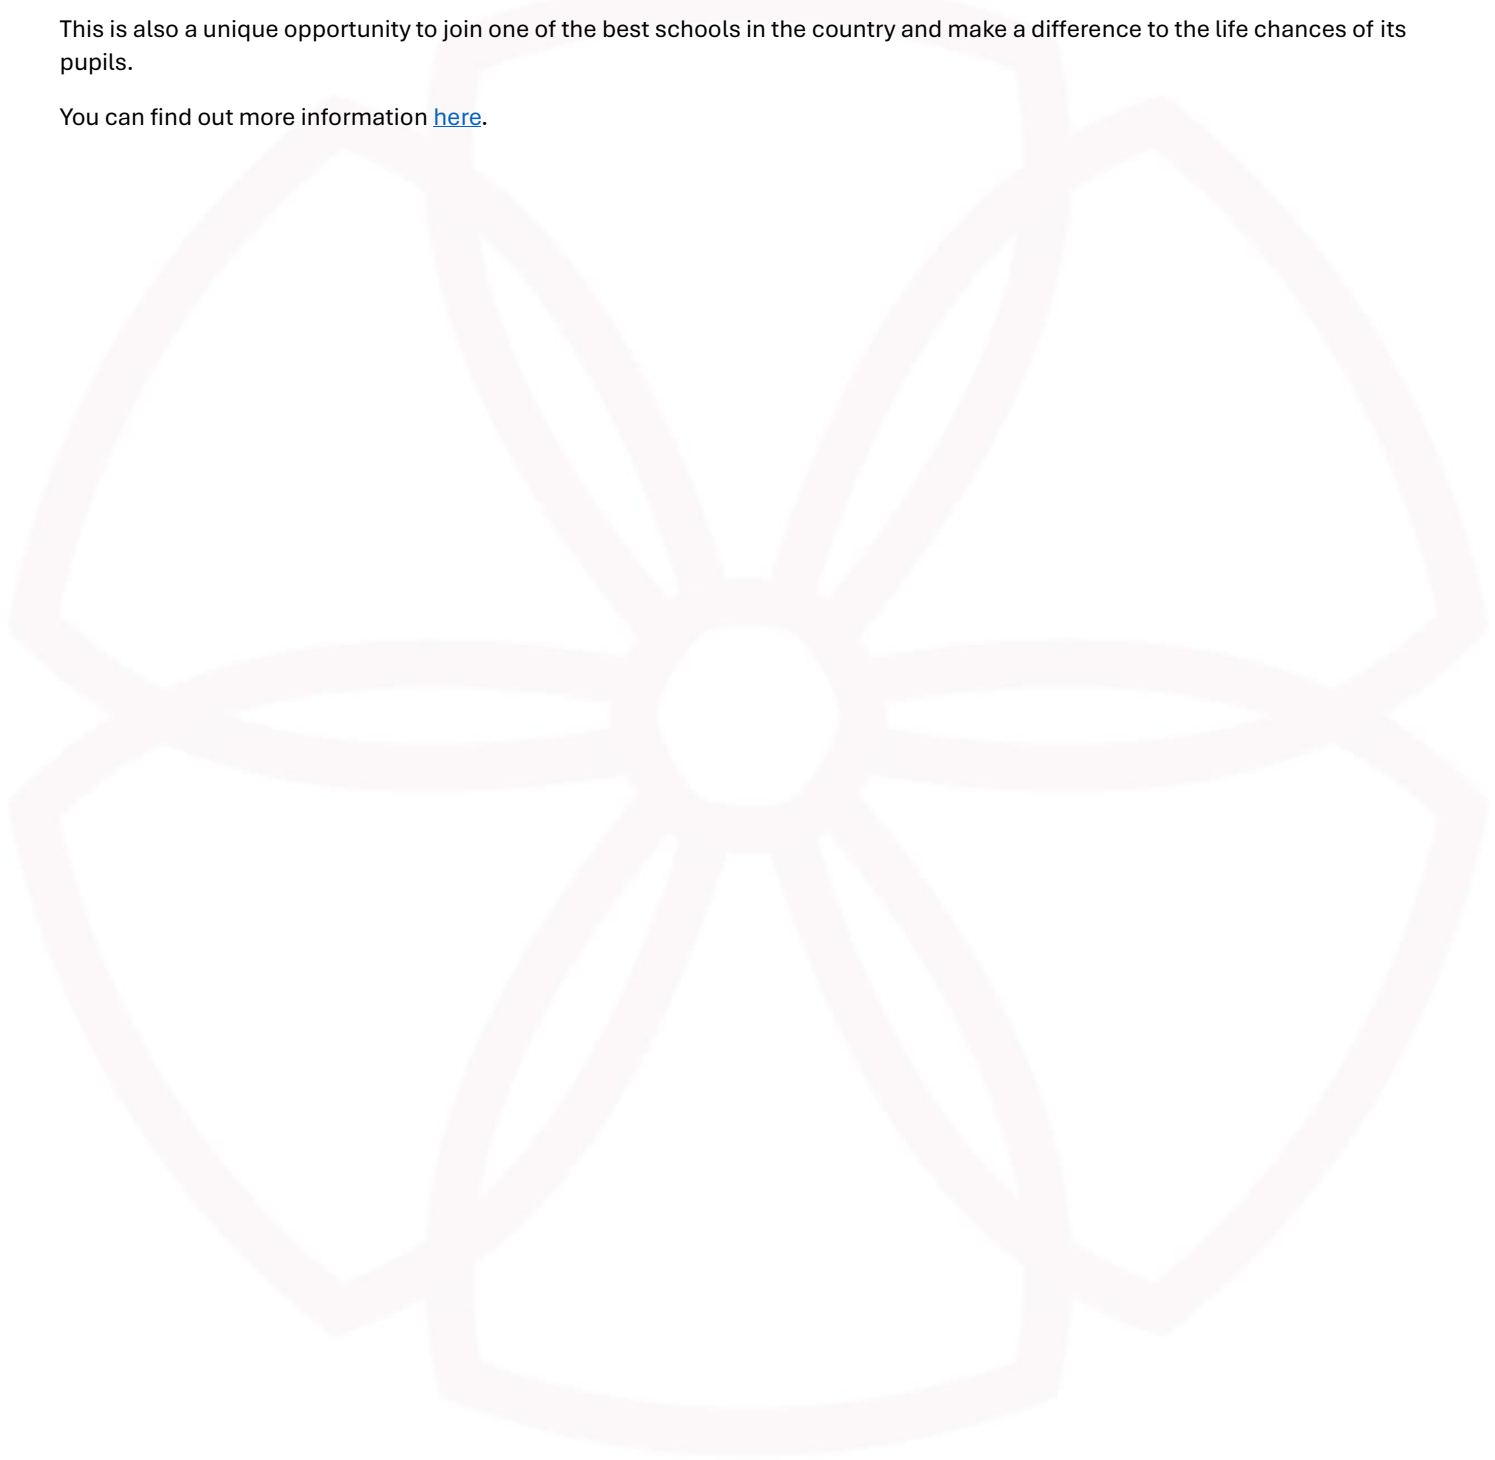 This is also a unique opportunity to join one of the best schools in the country and make a difference to the life chances of its
pupils.
You can find out more information here.